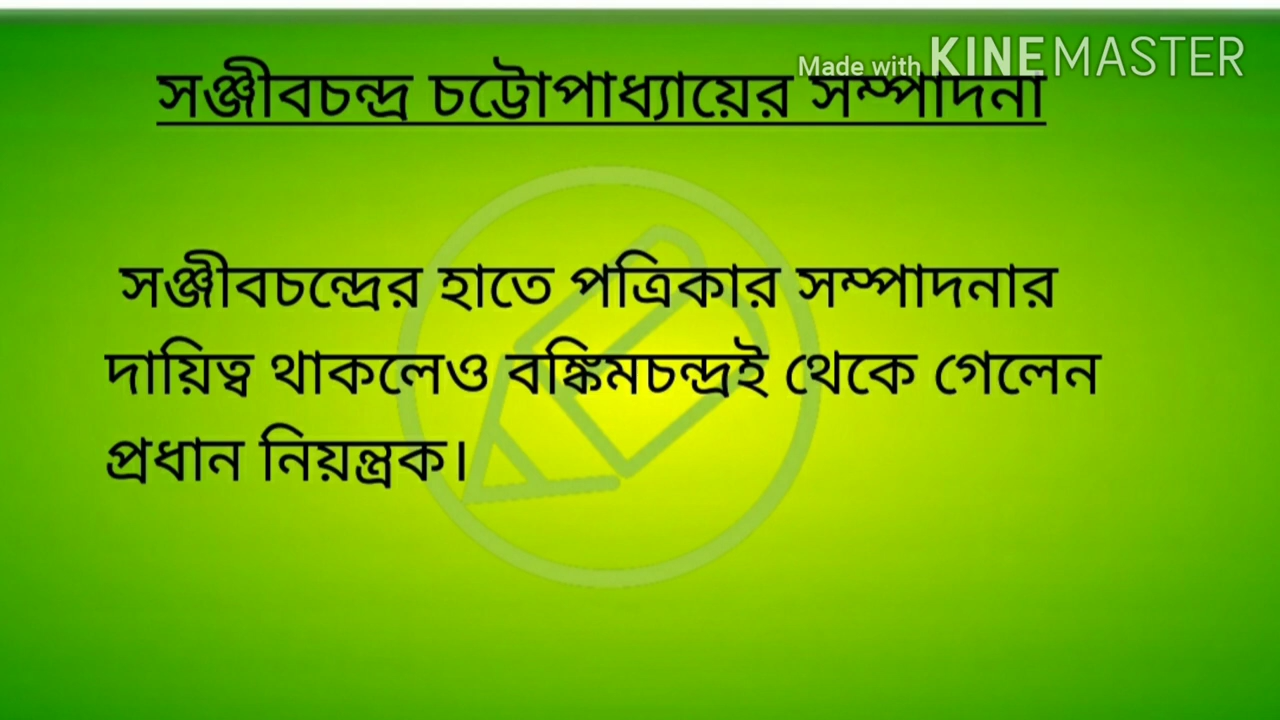 Made with KINEMASTER
সঞ্জীবচন্দ্র চট্টোপাধ্যায়ের সম্পাদনা
সঞ্জীবচন্দ্রের হাতে পত্রিকার সম্পাদনার
দায়িত্ব থাকলেও বঙ্কিমচন্দ্রই থেকে গেলেন
প্রধান নিয়ন্ত্রক।